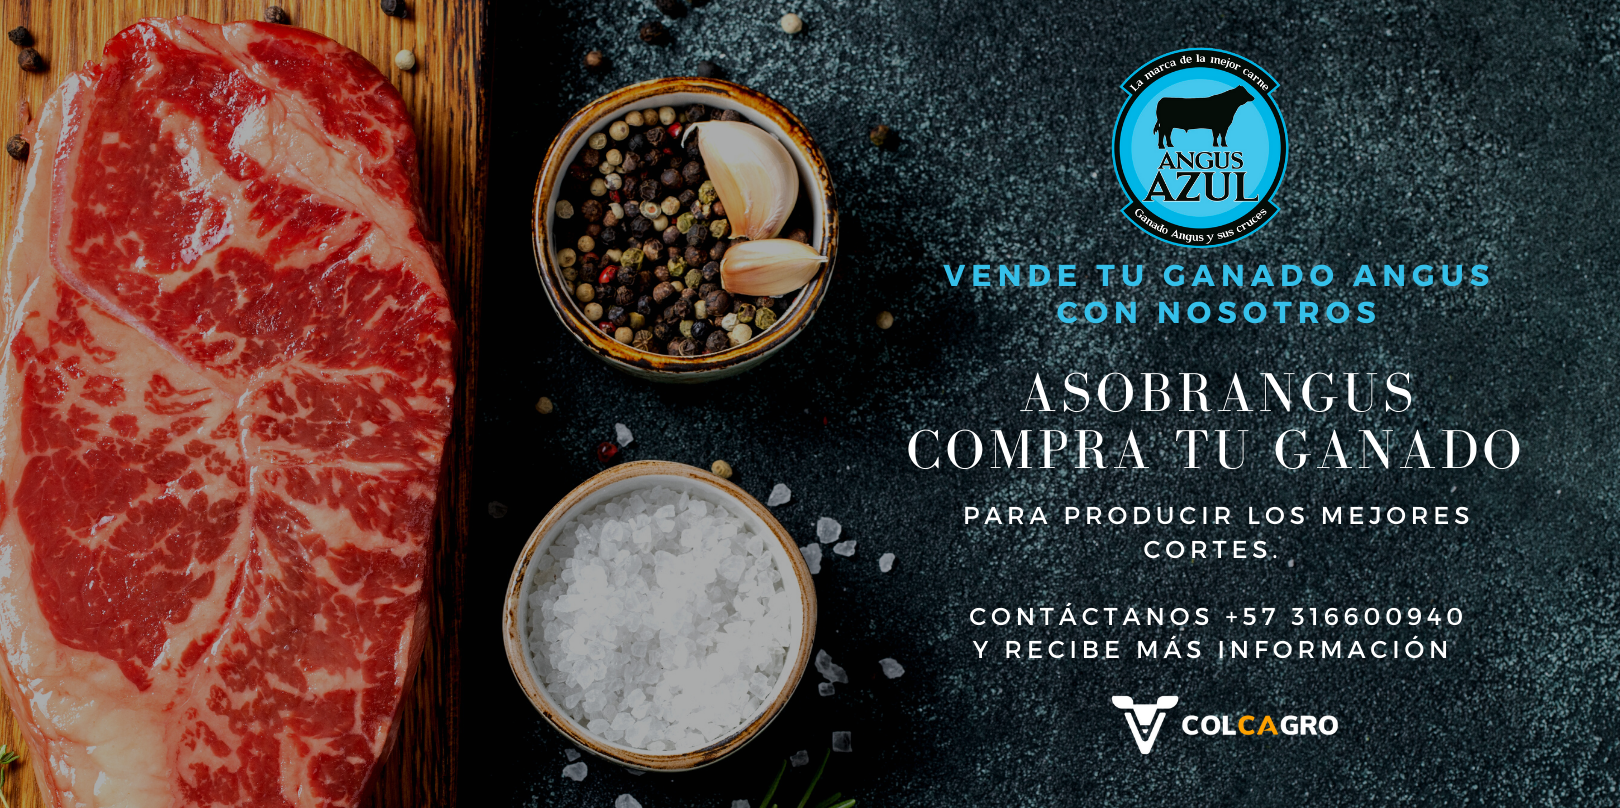 La marca de la mejor carne
ANGUS
AZUL
Ganado Angus y sus cruces
VENDE TU GANADO ANGUS
CON NOSOTROS
ASOBRANGUS
COMPRA TU GANADO
PARA PRODUCIR LOS MEJORES
CORTES.
CONTÁCTANOS +57 316600940
Y RECIBE MÁS INFORMACIÓN
COLCAGRO